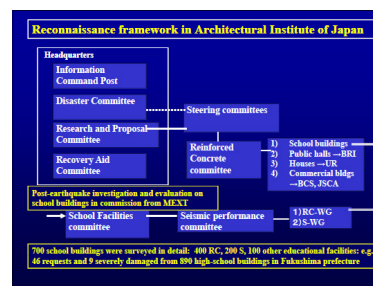 Reconnaissance framework in Architectural Institute of Japan
Headquarters
Information
Command Post
Disaster Committee
Steering committees
Research and Proposal
Committee
Reinforced
Concrete
committee
1) School buildings
2) Public halls →BRI
3) Houses →UR
4) Commercial bldgs
→BCS, JSCA
Recovery Aid
Committee
Post-earthquake investigation and evaluation on
school buildings in commission from MEXT
School Facilities
committee
Seismic performance
committee
1)RC-WG
2)S-WG
700 school buildings were surveyed in detail: 400 RC, 200 S, 100 other educational facilities: e.g.
46 requests and 9 severely damaged from 890 high-school buildings in Fukushima prefecture